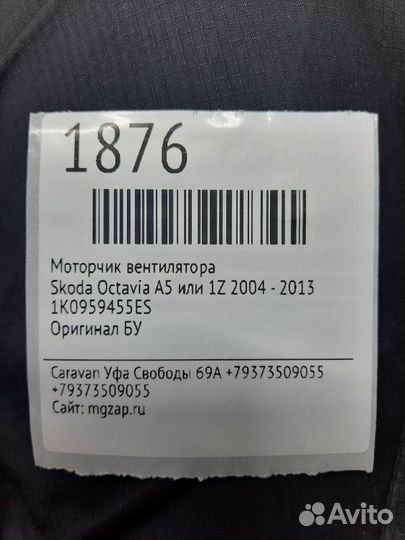 1876
Моторчик вентилятора
Skoda Octavia A5 или 1Z 2004 - 2013
1K0959455ES
Оригинал БУ
Caravan Уфа Свободы 69А +79373509055
+79373509055
Сайт: mgzap.ru
Avito